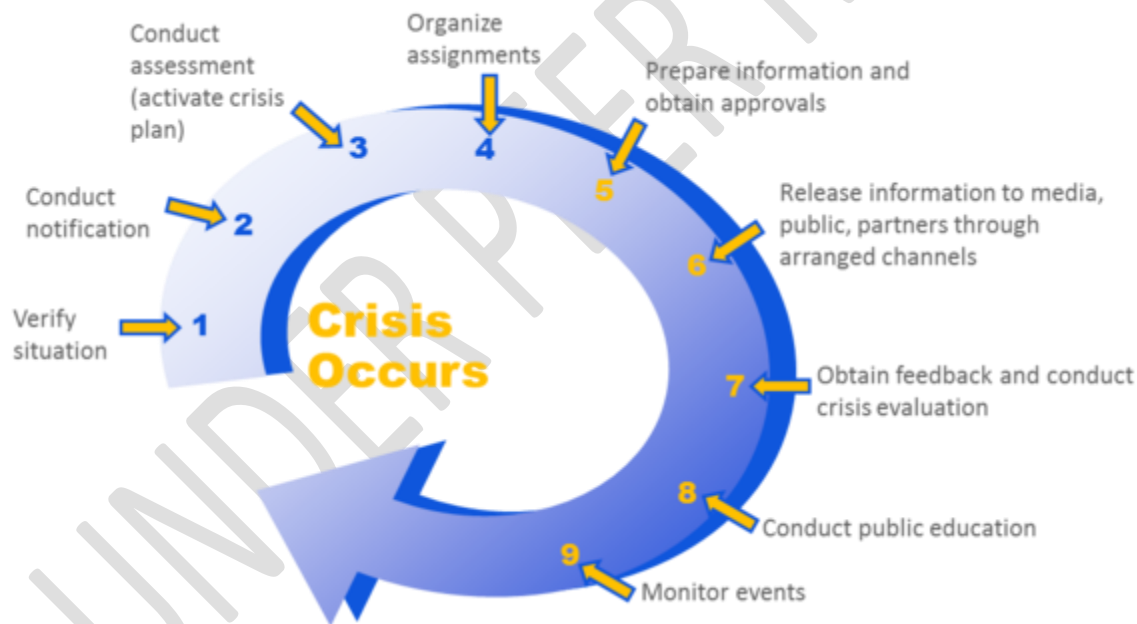 Verify
situation
1
Conduct
notification
2
Conduct
assessment
(activate crisis
plan)
3
Organize
assignments
4
Prepare information and
obtain approvals
5
Release information to media,
public, partners through
arranged channels
6
Obtain feedback and conduct
crisis evaluation
7
Conduct public education
8
Monitor events
9
Crisis
Occurs
UNDER